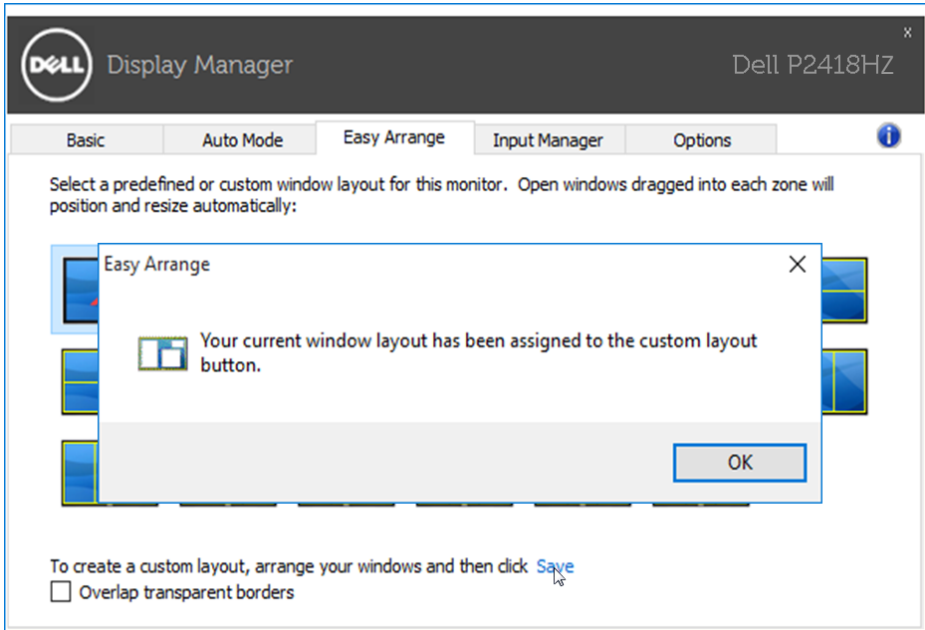 DELL
Display Manager
Dell P2418HZ
x
Basic
Auto Mode
Easy Arrange
Input Manager
Options
i
Select a predefined or custom window layout for this monitor. Open windows dragged into each zone will
position and resize automatically:
Easy Arrange
Your current window layout has been assigned to the custom layout
button.
OK
To create a custom layout, arrange your windows and then click Save
Overlap transparent borders